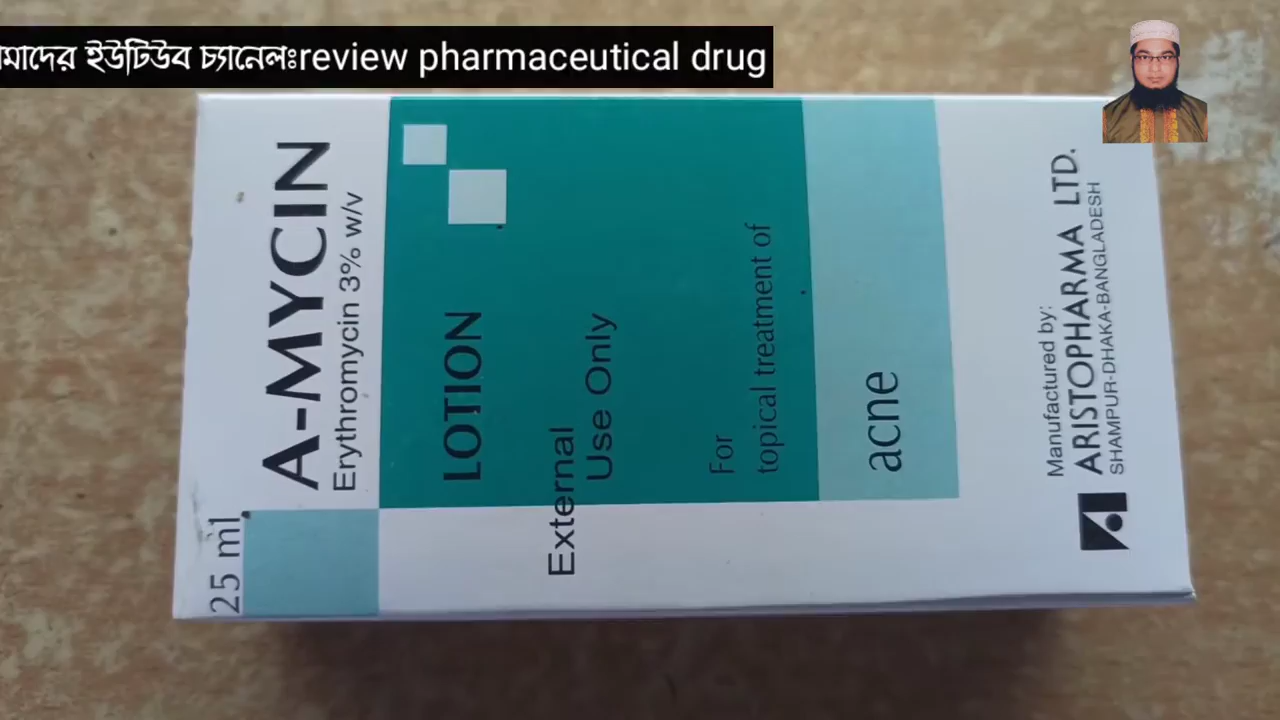 ইউটিউব চ্যানেলঃreview pharmaceutical drug
25 ml
A-MYCIN
Erythromycin 3% w/v
LOTION
External
Use Only
For
topical treatment of
acne
Manufactured by:
ARISTOPHARMA LTD.
SHAMPUR-DHAKA-BANGLADESH